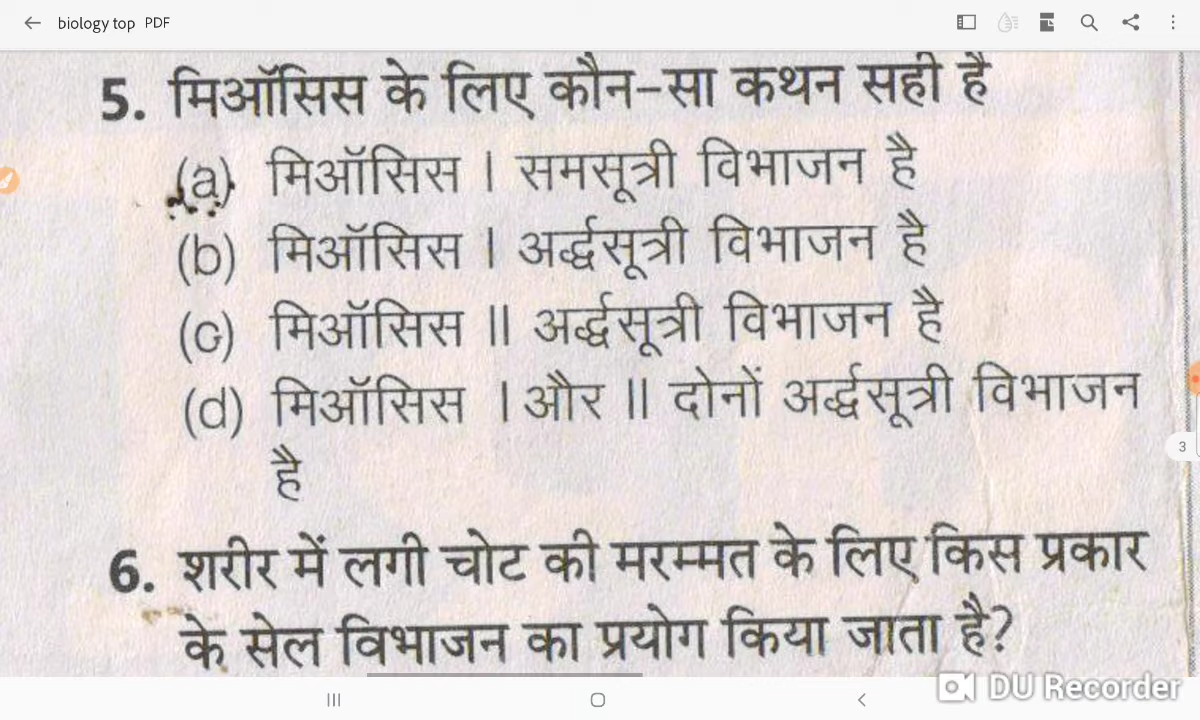 biology top PDF
5. मिऑसिस के लिए कौन-सा कथन सही है
(a) मिऑसिस I समसूत्री विभाजन है
(b) मिऑसिस I अर्द्धसूत्री विभाजन है
(c) मिऑसिस II अर्द्धसूत्री विभाजन है
(d) मिऑसिस I और II दोनों अर्द्धसूत्री विभाजन
है
3
6. शरीर में लगी चोट की मरम्मत के लिए किस प्रकार
के सेल विभाजन का प्रयोग किया जाता है?
DU Recorder